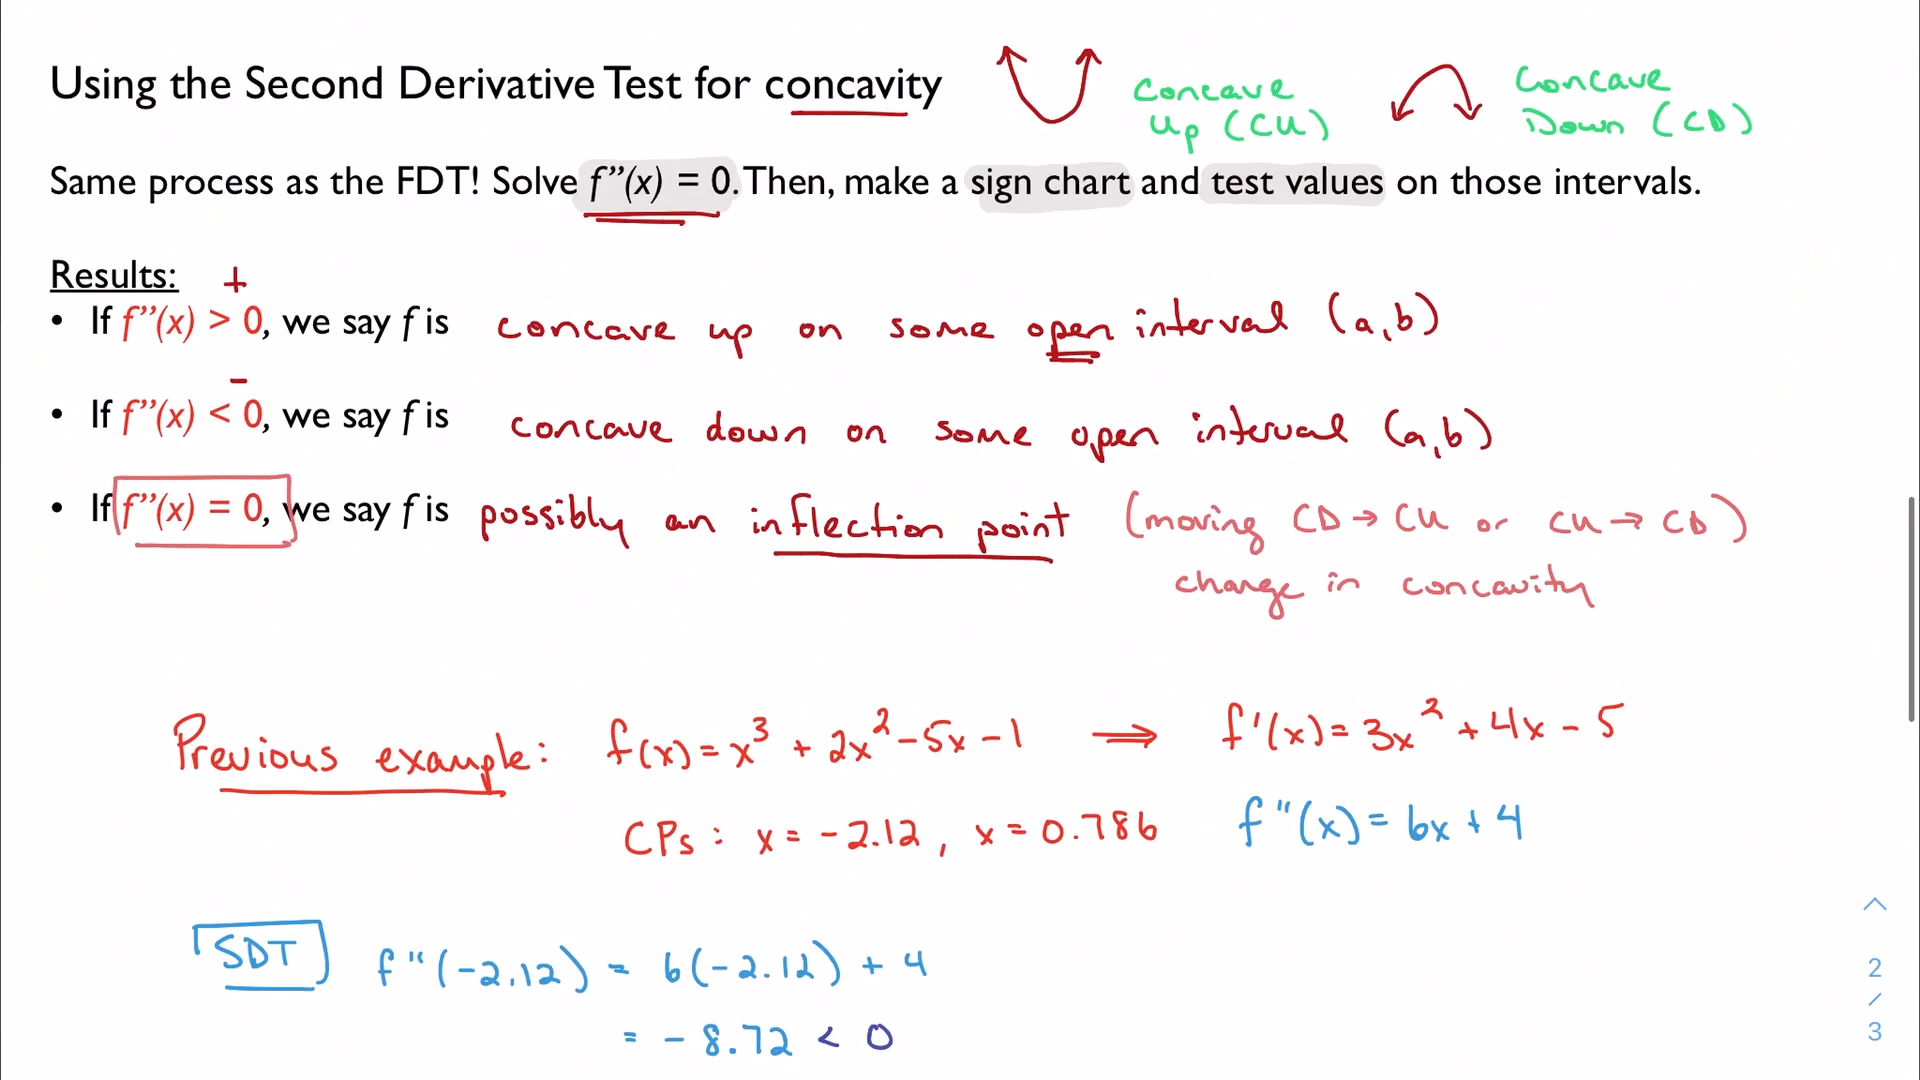 Using the Second Derivative Test for concavity
Concave Up (CU)
Concave Down (CD)
Same process as the FDT! Solve f”(x) = 0. Then, make a sign chart and test values on those intervals.
Results:
+
• If f”(x) > 0, we say f is concave up on some open interval (a,b)
-
• If f”(x) < 0, we say f is concave down on some open interval (a,b)
• If f”(x) = 0, we say f is possibly an inflection point (moving CD → CU or CU → CD)
change in concavity
Previous example: f(x) = x³ + 2x² - 5x - 1 ⟹ f'(x) = 3x² + 4x - 5
CPs: x = -2.12, x = 0.786 f"(x) = 6x + 4
SDT f"(-2.12) = 6(-2.12) + 4
= -8.72 < 0
2
/
3